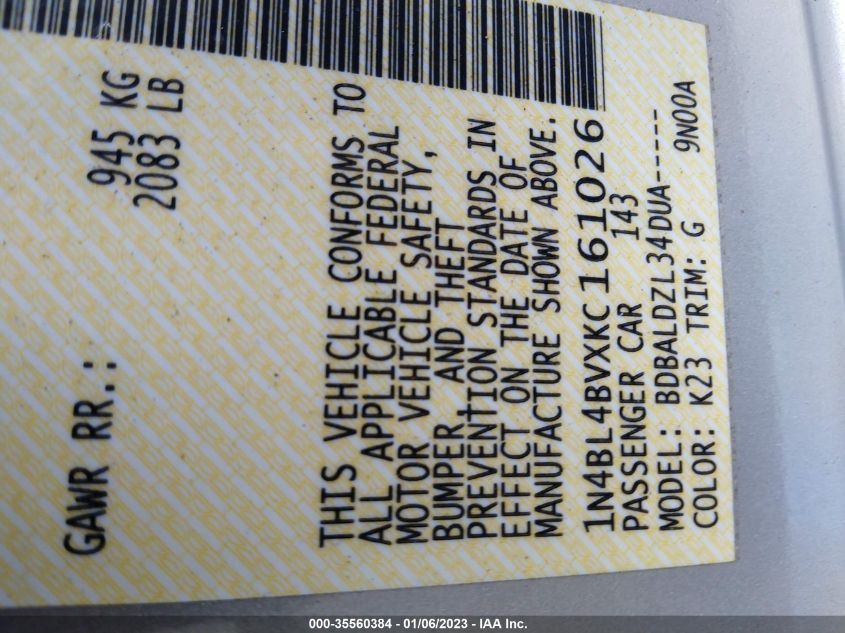 GAWR RR.: 945 KG
2083 LB
THIS VEHICLE CONFORMS TO
ALL APPLICABLE FEDERAL
MOTOR VEHICLE SAFETY,
BUMPER, AND THEFT
PREVENTION STANDARDS IN
EFFECT ON THE DATE OF
MANUFACTURE SHOWN ABOVE.
1N4BL4BVXKC161026
PASSENGER CAR 143
MODEL: BDBALDZL34DUA-----
COLOR: K23 TRIM: G 9N00A
000-35560384 - 01/06/2023 - IAA Inc.